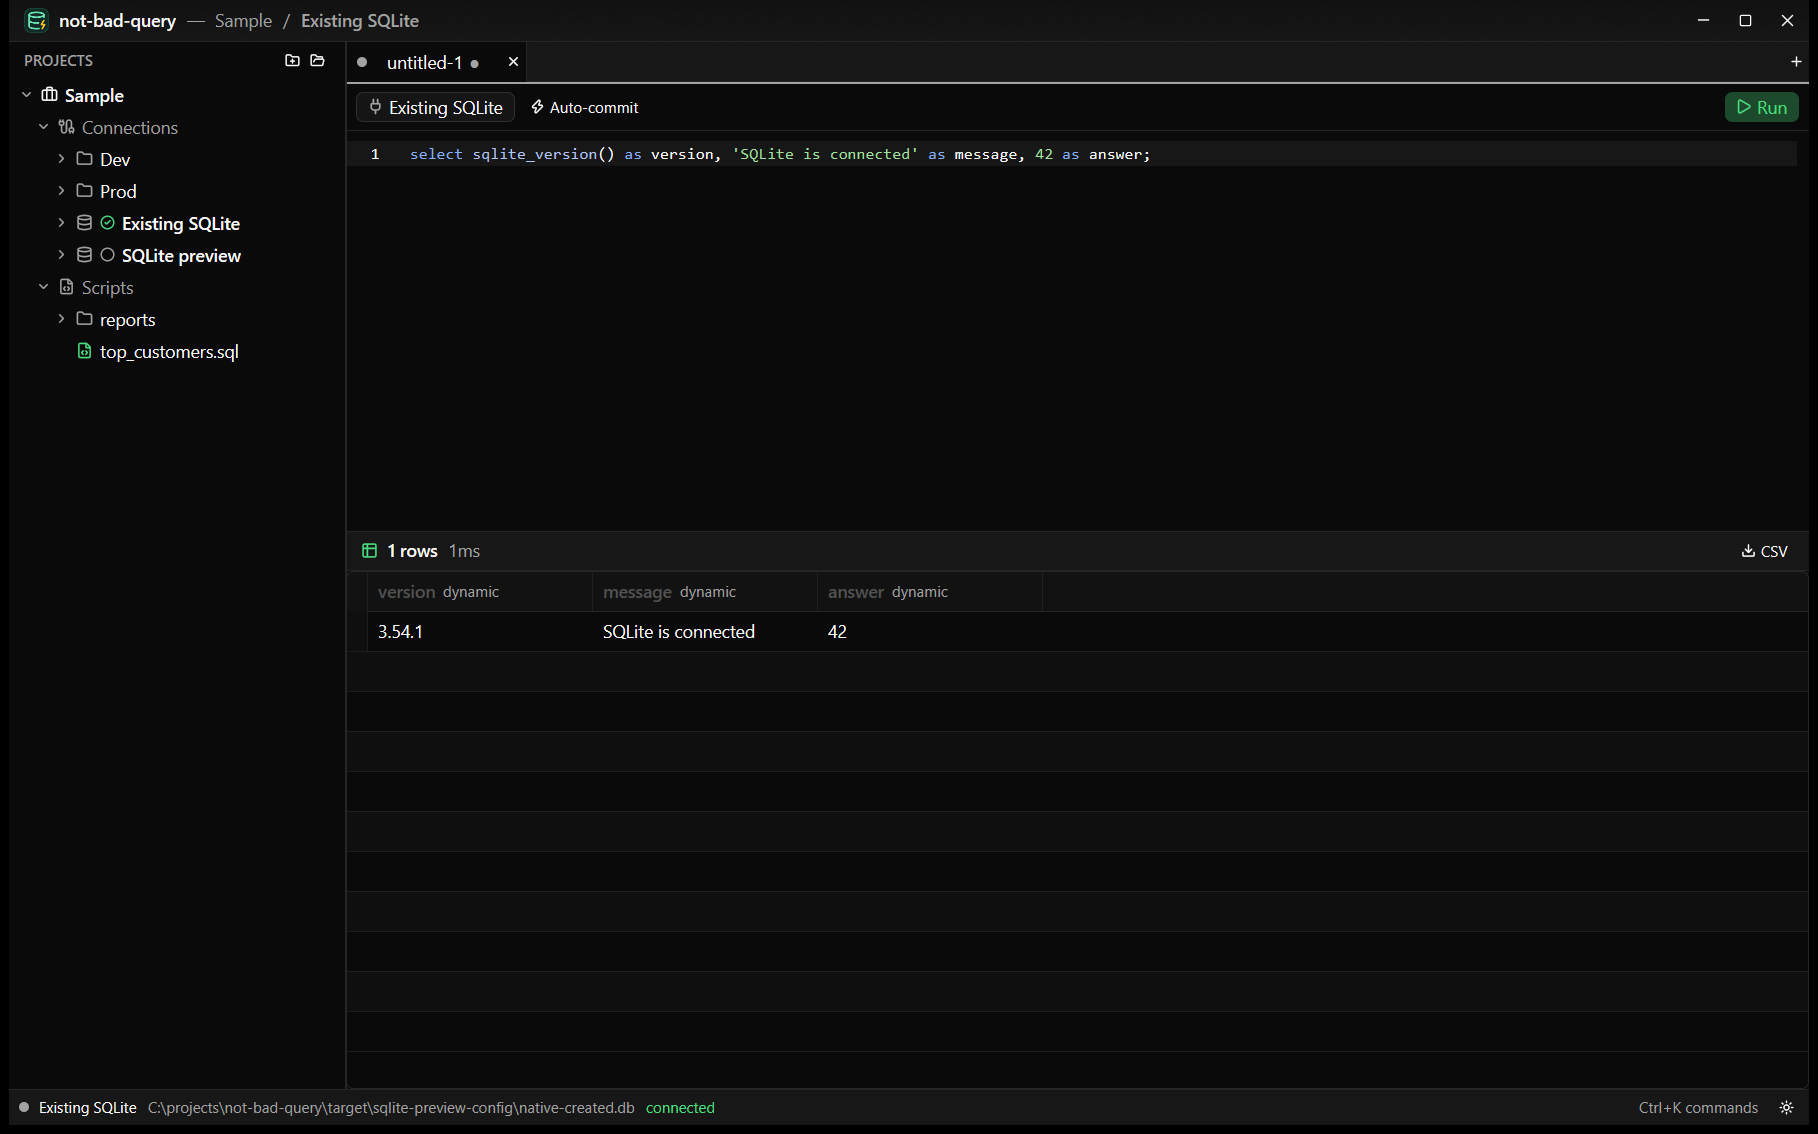 not-bad-query — Sample / Existing SQLite
PROJECTS
Sample
Connections
Dev
Prod
Existing SQLite
SQLite preview
Scripts
reports
top_customers.sql
untitled-1
Existing SQLite Auto-commit Run
1 select sqlite_version() as version, 'SQLite is connected' as message, 42 as answer;
1 rows 1ms CSV
version dynamic message dynamic answer dynamic
3.54.1 SQLite is connected 42
Existing SQLite C:\projects\not-bad-query\target\sqlite-preview-config\native-created.db connected Ctrl+K commands